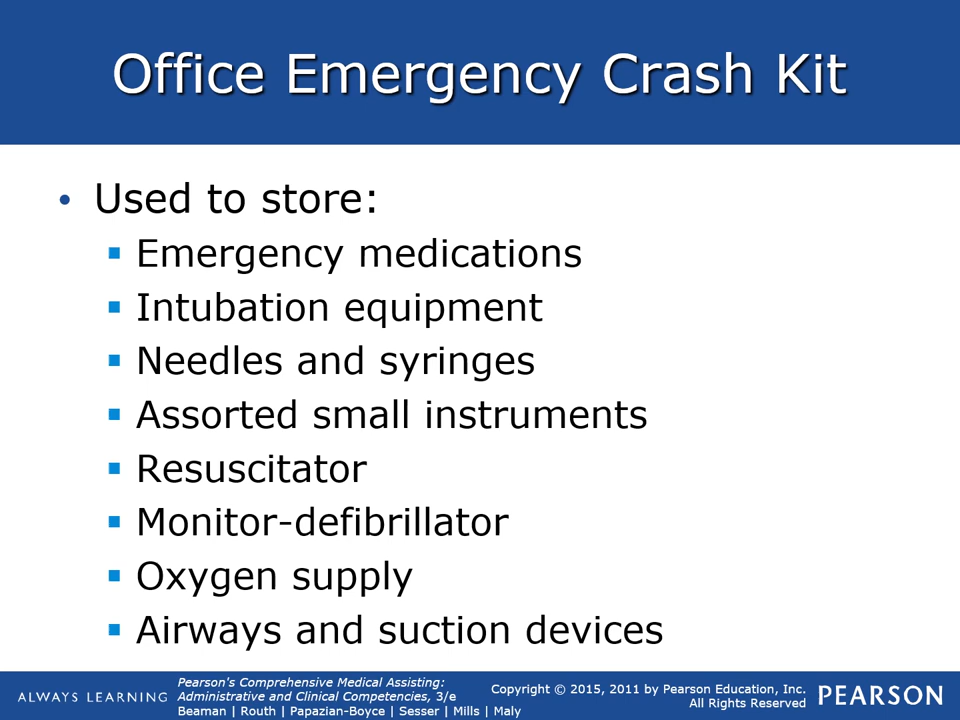 Office Emergency Crash Kit
• Used to store:
▪ Emergency medications
▪ Intubation equipment
▪ Needles and syringes
▪ Assorted small instruments
▪ Resuscitator
▪ Monitor-defibrillator
▪ Oxygen supply
▪ Airways and suction devices
ALWAYS LEARNING
Pearson's Comprehensive Medical Assisting:
Administrative and Clinical Competencies, 3/e
Beaman | Routh | Papazian-Boyce | Sesser | Mills | Maly
Copyright © 2015, 2011 by Pearson Education, Inc.
All Rights Reserved
PEARSON